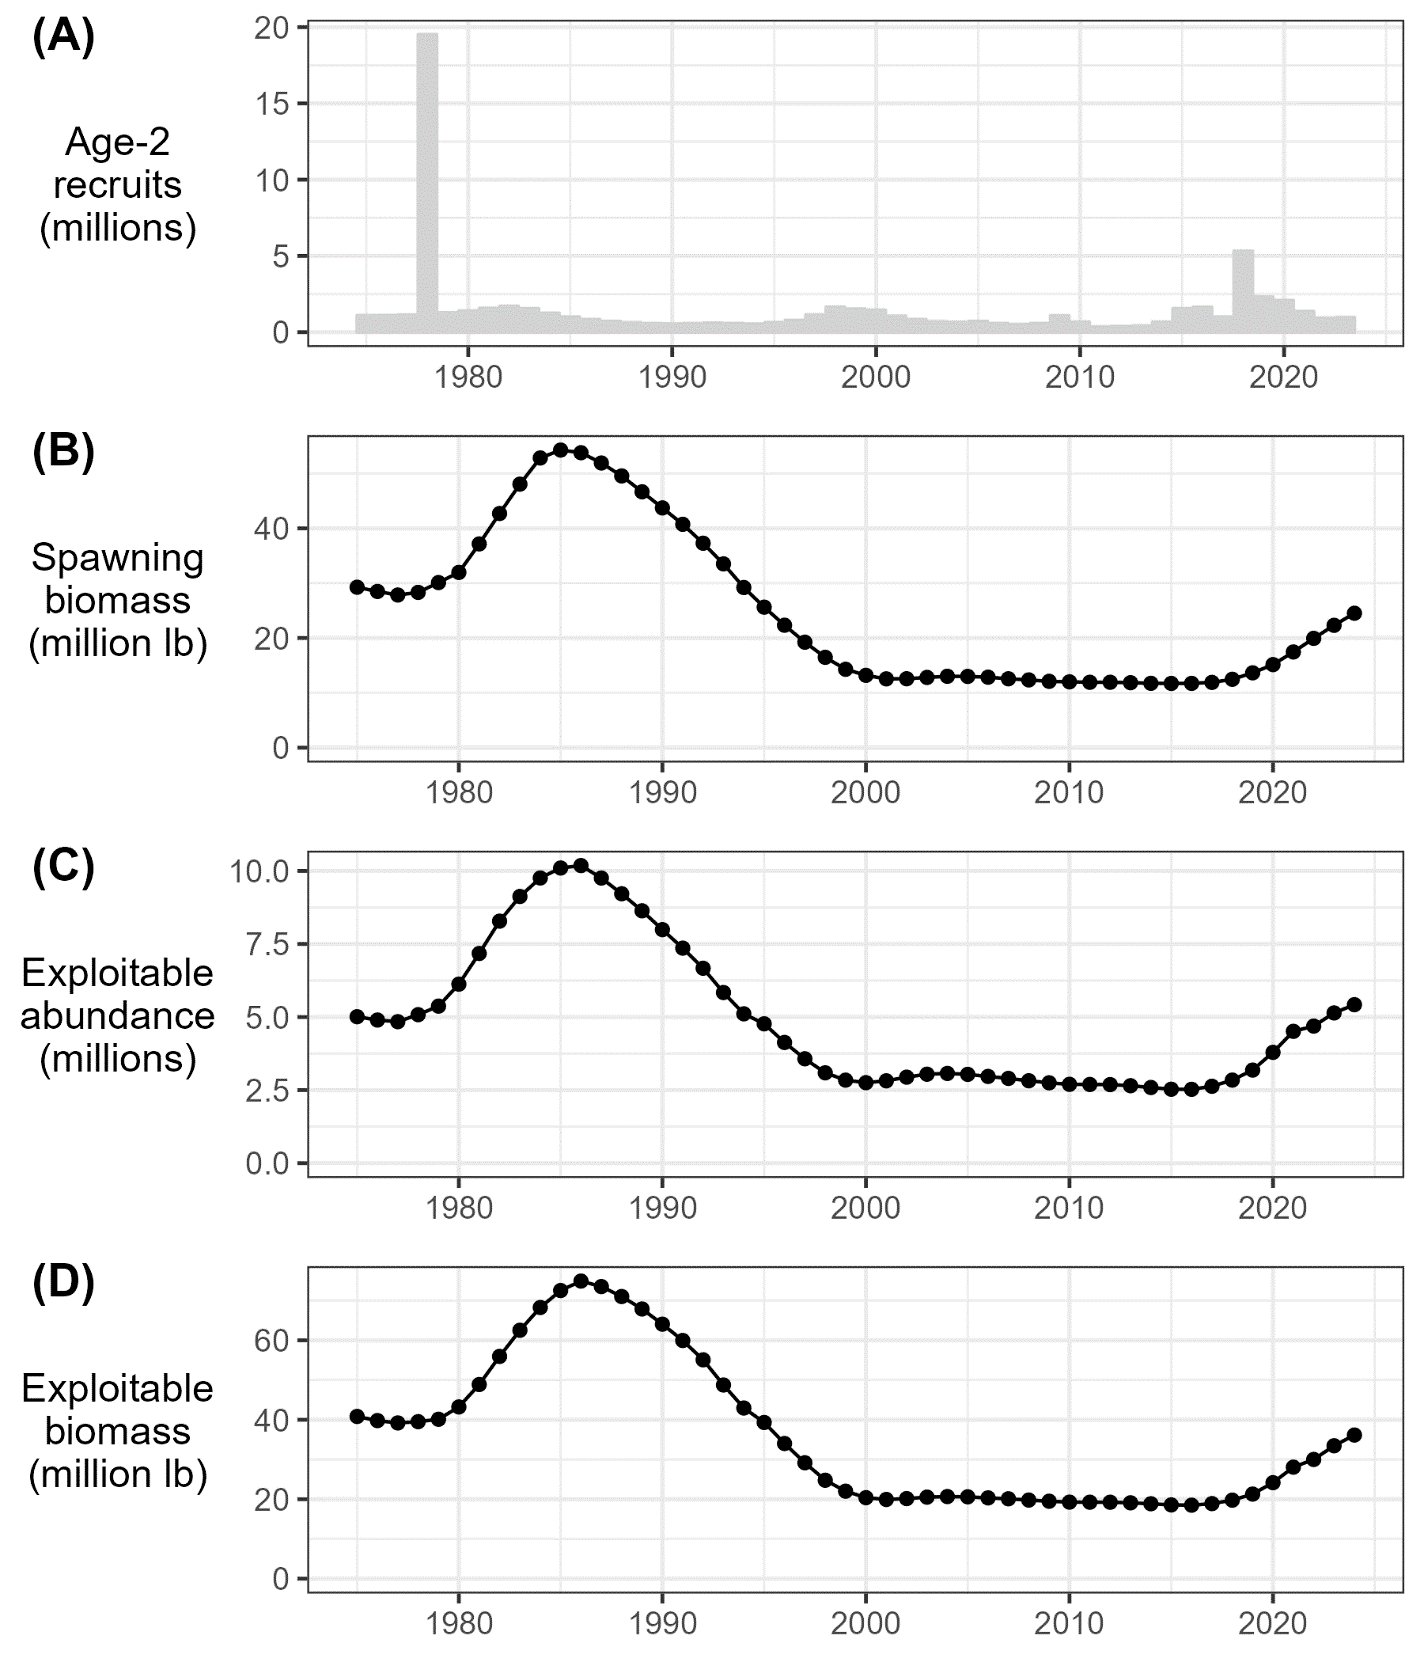 (A)
Age-2
recruits
(millions)
20
15
10
5
0
1980 1990 2000 2010 2020
(B)
Spawning
biomass
(million lb)
40
20
0
1980 1990 2000 2010 2020
(C)
Exploitable
abundance
(millions)
10.0
7.5
5.0
2.5
0.0
1980 1990 2000 2010 2020
(D)
Exploitable
biomass
(million lb)
60
40
20
0
1980 1990 2000 2010 2020